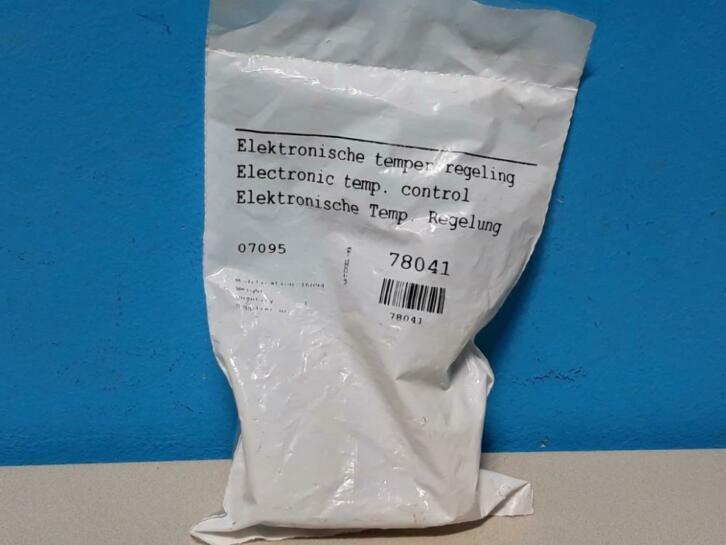 Elektronische temper regeling
Electronic temp. control
Elektronische Temp. Regelung
07095
78041
78041